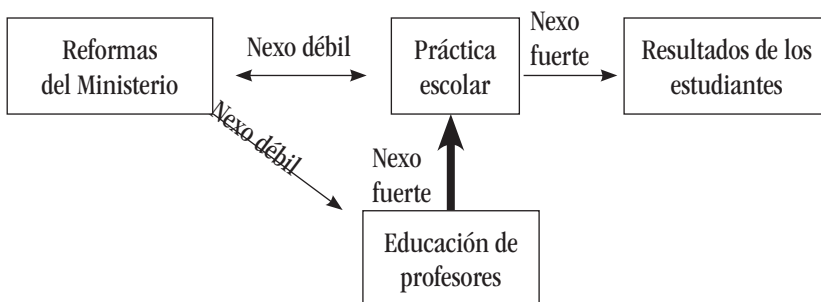 Reformas
del Ministerio
Nexo débil
Práctica
escolar
Nexo
fuerte
Resultados de los
estudiantes
Nexo débil
Nexo
fuerte
Educación de
profesores